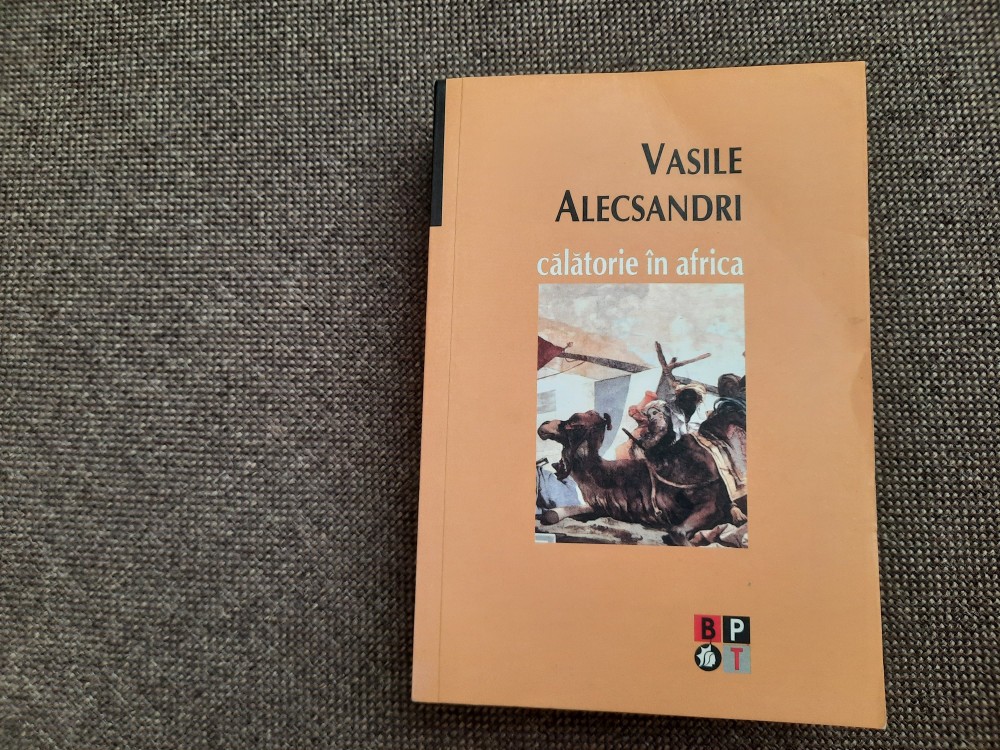 VASILE
ALECSANDRI
călătorie în africa
B P
T